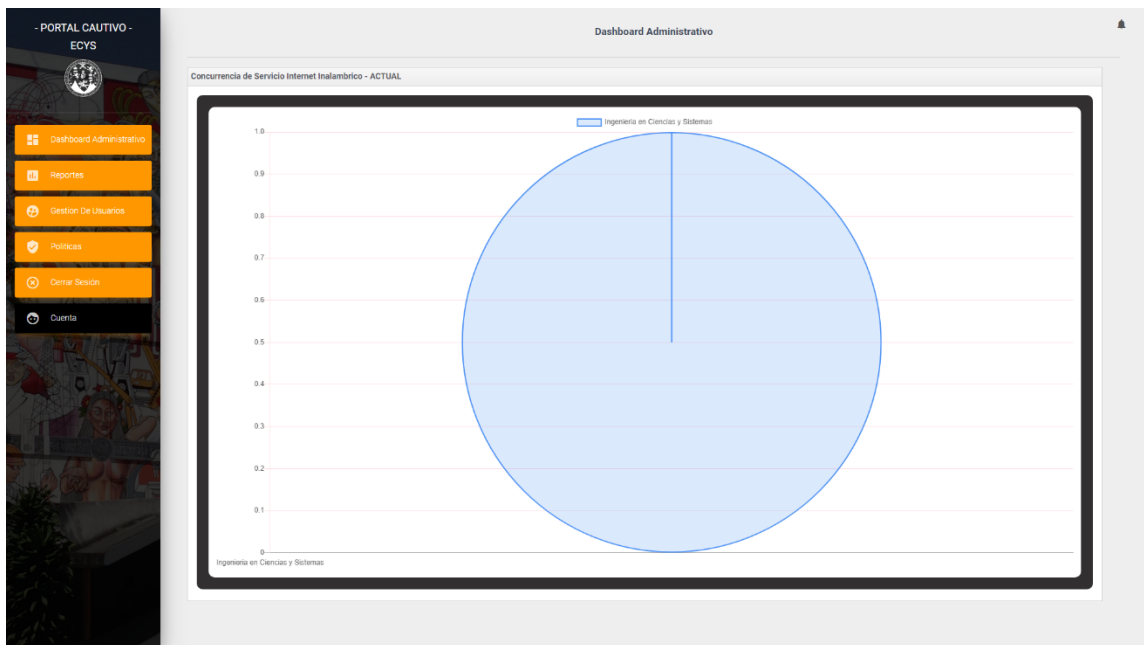 - PORTAL CAUTIVO -
ECYS
Dashboard Administrativo
Reportes
Gestion De Usuarios
Politicas
Cerrar Sesión
Cuenta
Dashboard Administrativo
Concurrencia de Servicio Internet Inalambrico - ACTUAL
Ingenieria en Ciencias y Sistemas
1.0
0.9
0.8
0.7
0.6
0.5
0.4
0.3
0.2
0.1
0
Ingenieria en Ciencias y Sistemas